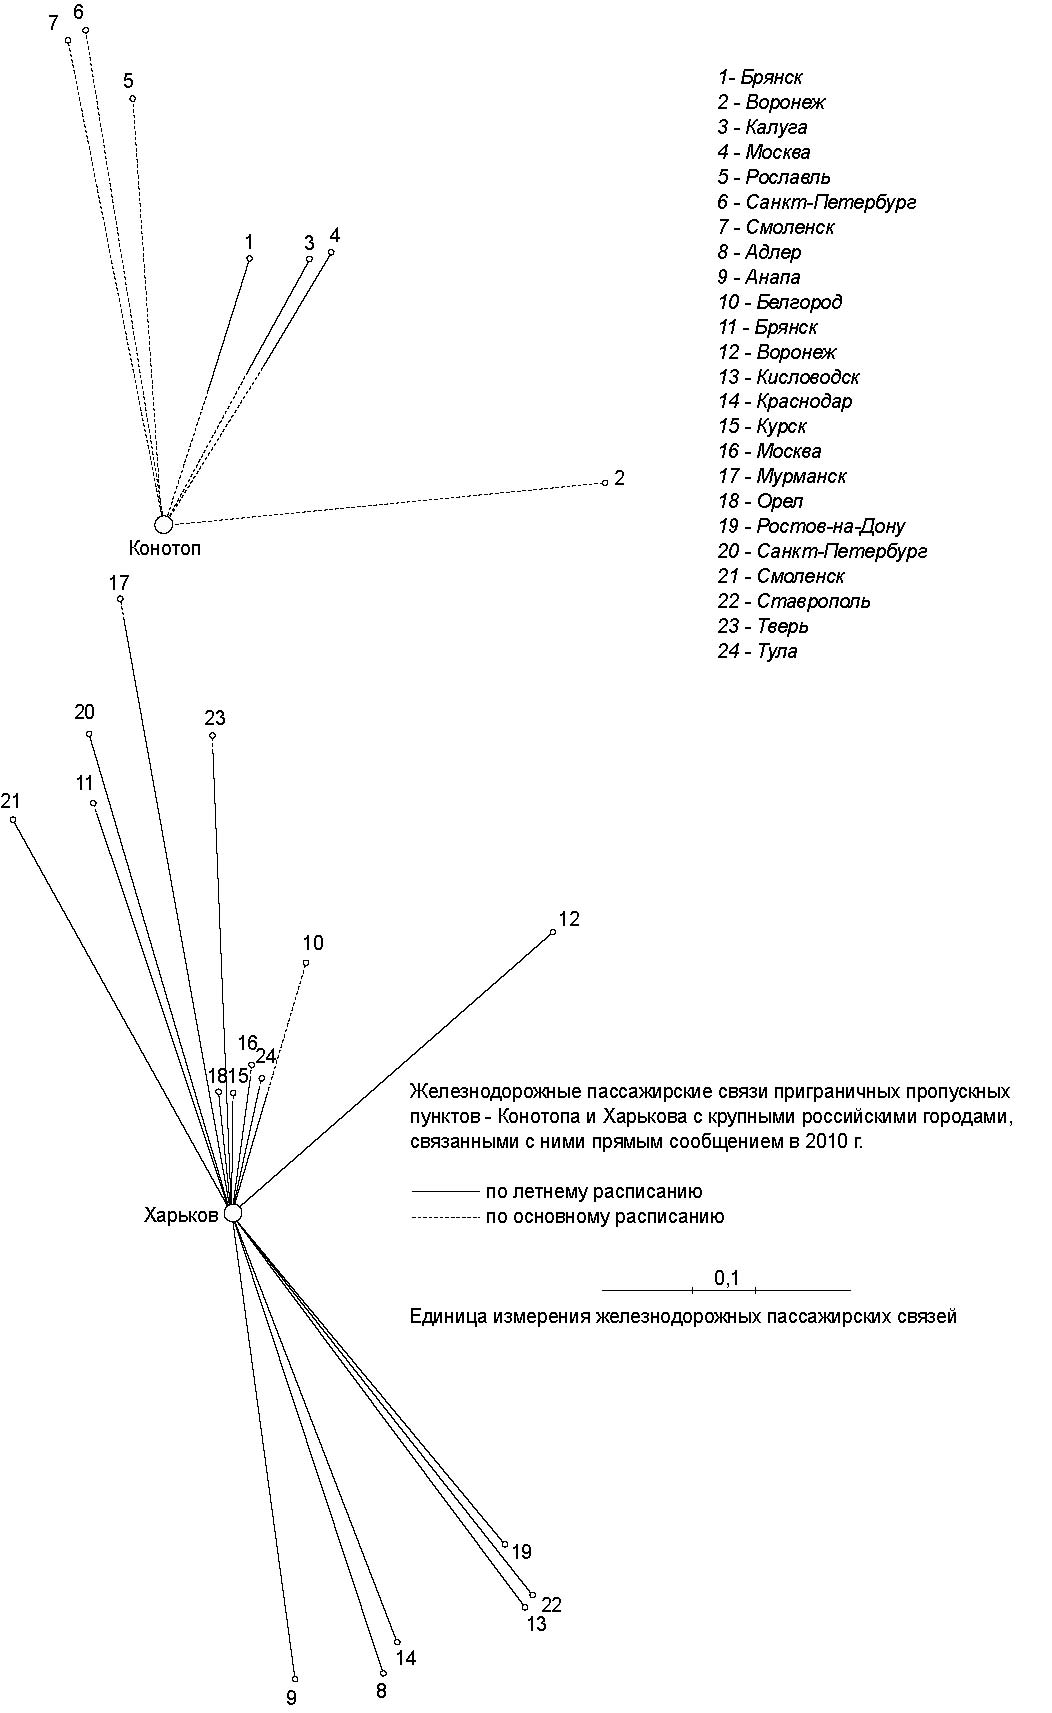 7
6
5
1
3
4
2
Конотоп
1- Брянск
2 - Воронеж
3 - Калуга
4 - Москва
5 - Рославль
6 - Санкт-Петербург
7 - Смоленск
8 - Адлер
9 - Анапа
10 - Белгород
11 - Брянск
12 - Воронеж
13 - Кисловодск
14 - Краснодар
15 - Курск
16 - Москва
17 - Мурманск
18 - Орел
19 - Ростов-на-Дону
20 - Санкт-Петербург
21 - Смоленск
22 - Ставрополь
23 - Тверь
24 - Тула
17
20
23
11
21
12
10
16
24
18
15
Харьков
Железнодорожные пассажирские связи приграничных пропускных
пунктов - Конотопа и Харькова с крупными российскими городами,
связанными с ними прямым сообщением в 2010 г.
по летнему расписанию
по основному расписанию
0,1
Единица измерения железнодорожных пассажирских связей
19
22
13
14
8
9